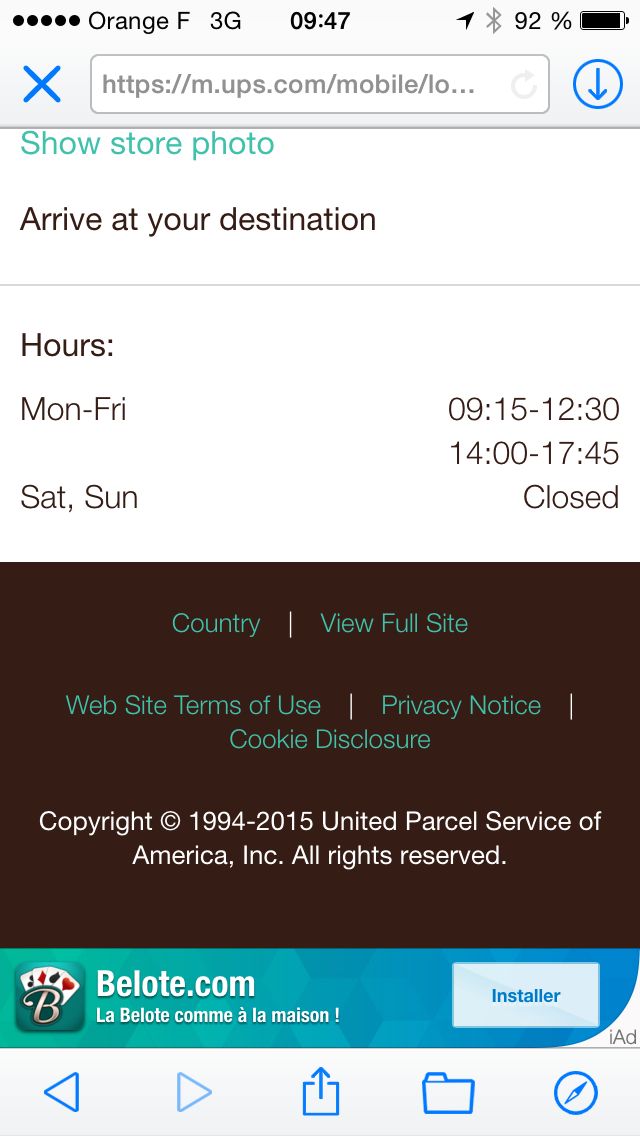 Orange F 3G 09:47 92 %
https://m.ups.com/mobile/lo...
Show store photo
Arrive at your destination
Hours:
Mon-Fri 09:15-12:30
14:00-17:45
Sat, Sun Closed
Country | View Full Site
Web Site Terms of Use | Privacy Notice |
Cookie Disclosure
Copyright © 1994-2015 United Parcel Service of
America, Inc. All rights reserved.
B
Belote.com
La Belote comme à la maison !
Installer
iAd